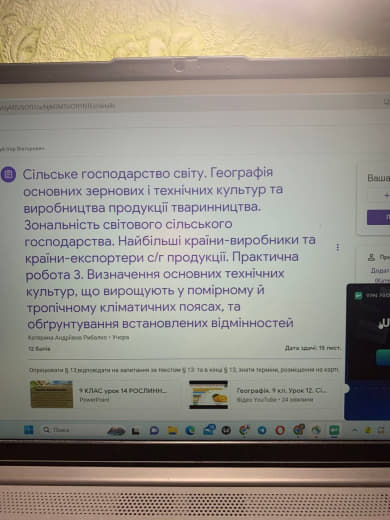 Сільське господарство світу. Географія
основних зернових і технічних культур та
виробництва продукції тваринництва.
Зональність світового сільського
господарства. Найбільші країни-виробники та
країни-експортери с/г продукції. Практична
робота 3. Визначення основних технічних
культур, що вирощують у помірному й
тропічному кліматичних поясах, та
обґрунтування встановлених відмінностей
Катерина Андріївна Рибалко • Учора
12 балів
Дата здачі: 15 лист.
Опрацювати § 13,відповідати на запитання за текстом § 13 та в кінці § 13, знати терміни, розміщення на карті.
9 КЛАС урок 14 РОСЛИНН...
PowerPoint
Географія. 9 кл. Урок 12. Сі...
Відео YouTube • 24 хвилини
Ваша
Додат
Пошук